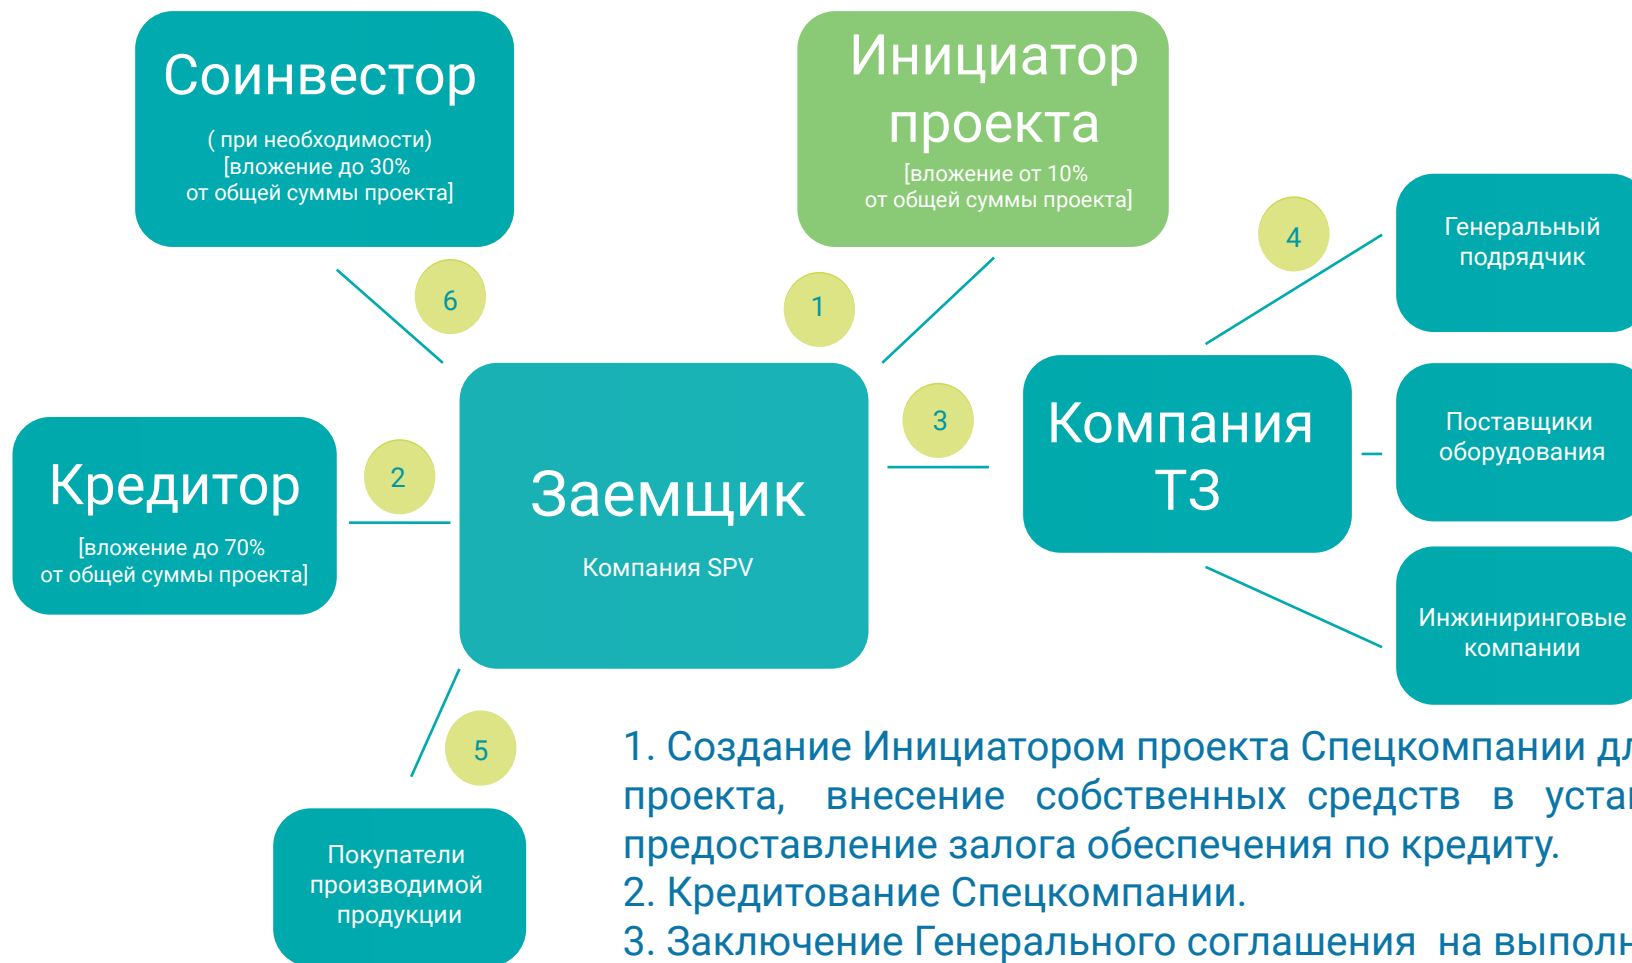 Соинвестор
( при необходимости)
[вложение до 30%
от общей суммы проекта]
Инициатор
проекта
[вложение от 10%
от общей суммы проекта]
4
Генеральный
подрядчик
6
1
3
Компания
ТЗ
Поставщики
оборудования
Кредитор
[вложение до 70%
от общей суммы проекта]
2
Заемщик
Компания SPV
Инжиниринговые
компании
5
Покупатели
производимой
продукции
1. Создание Инициатором проекта Спецкомпании
проекта, внесение собственных средств в
предоставление залога обеспечения по кредиту.
2. Кредитование Спецкомпании.
3. Заключение Генерального соглашения на